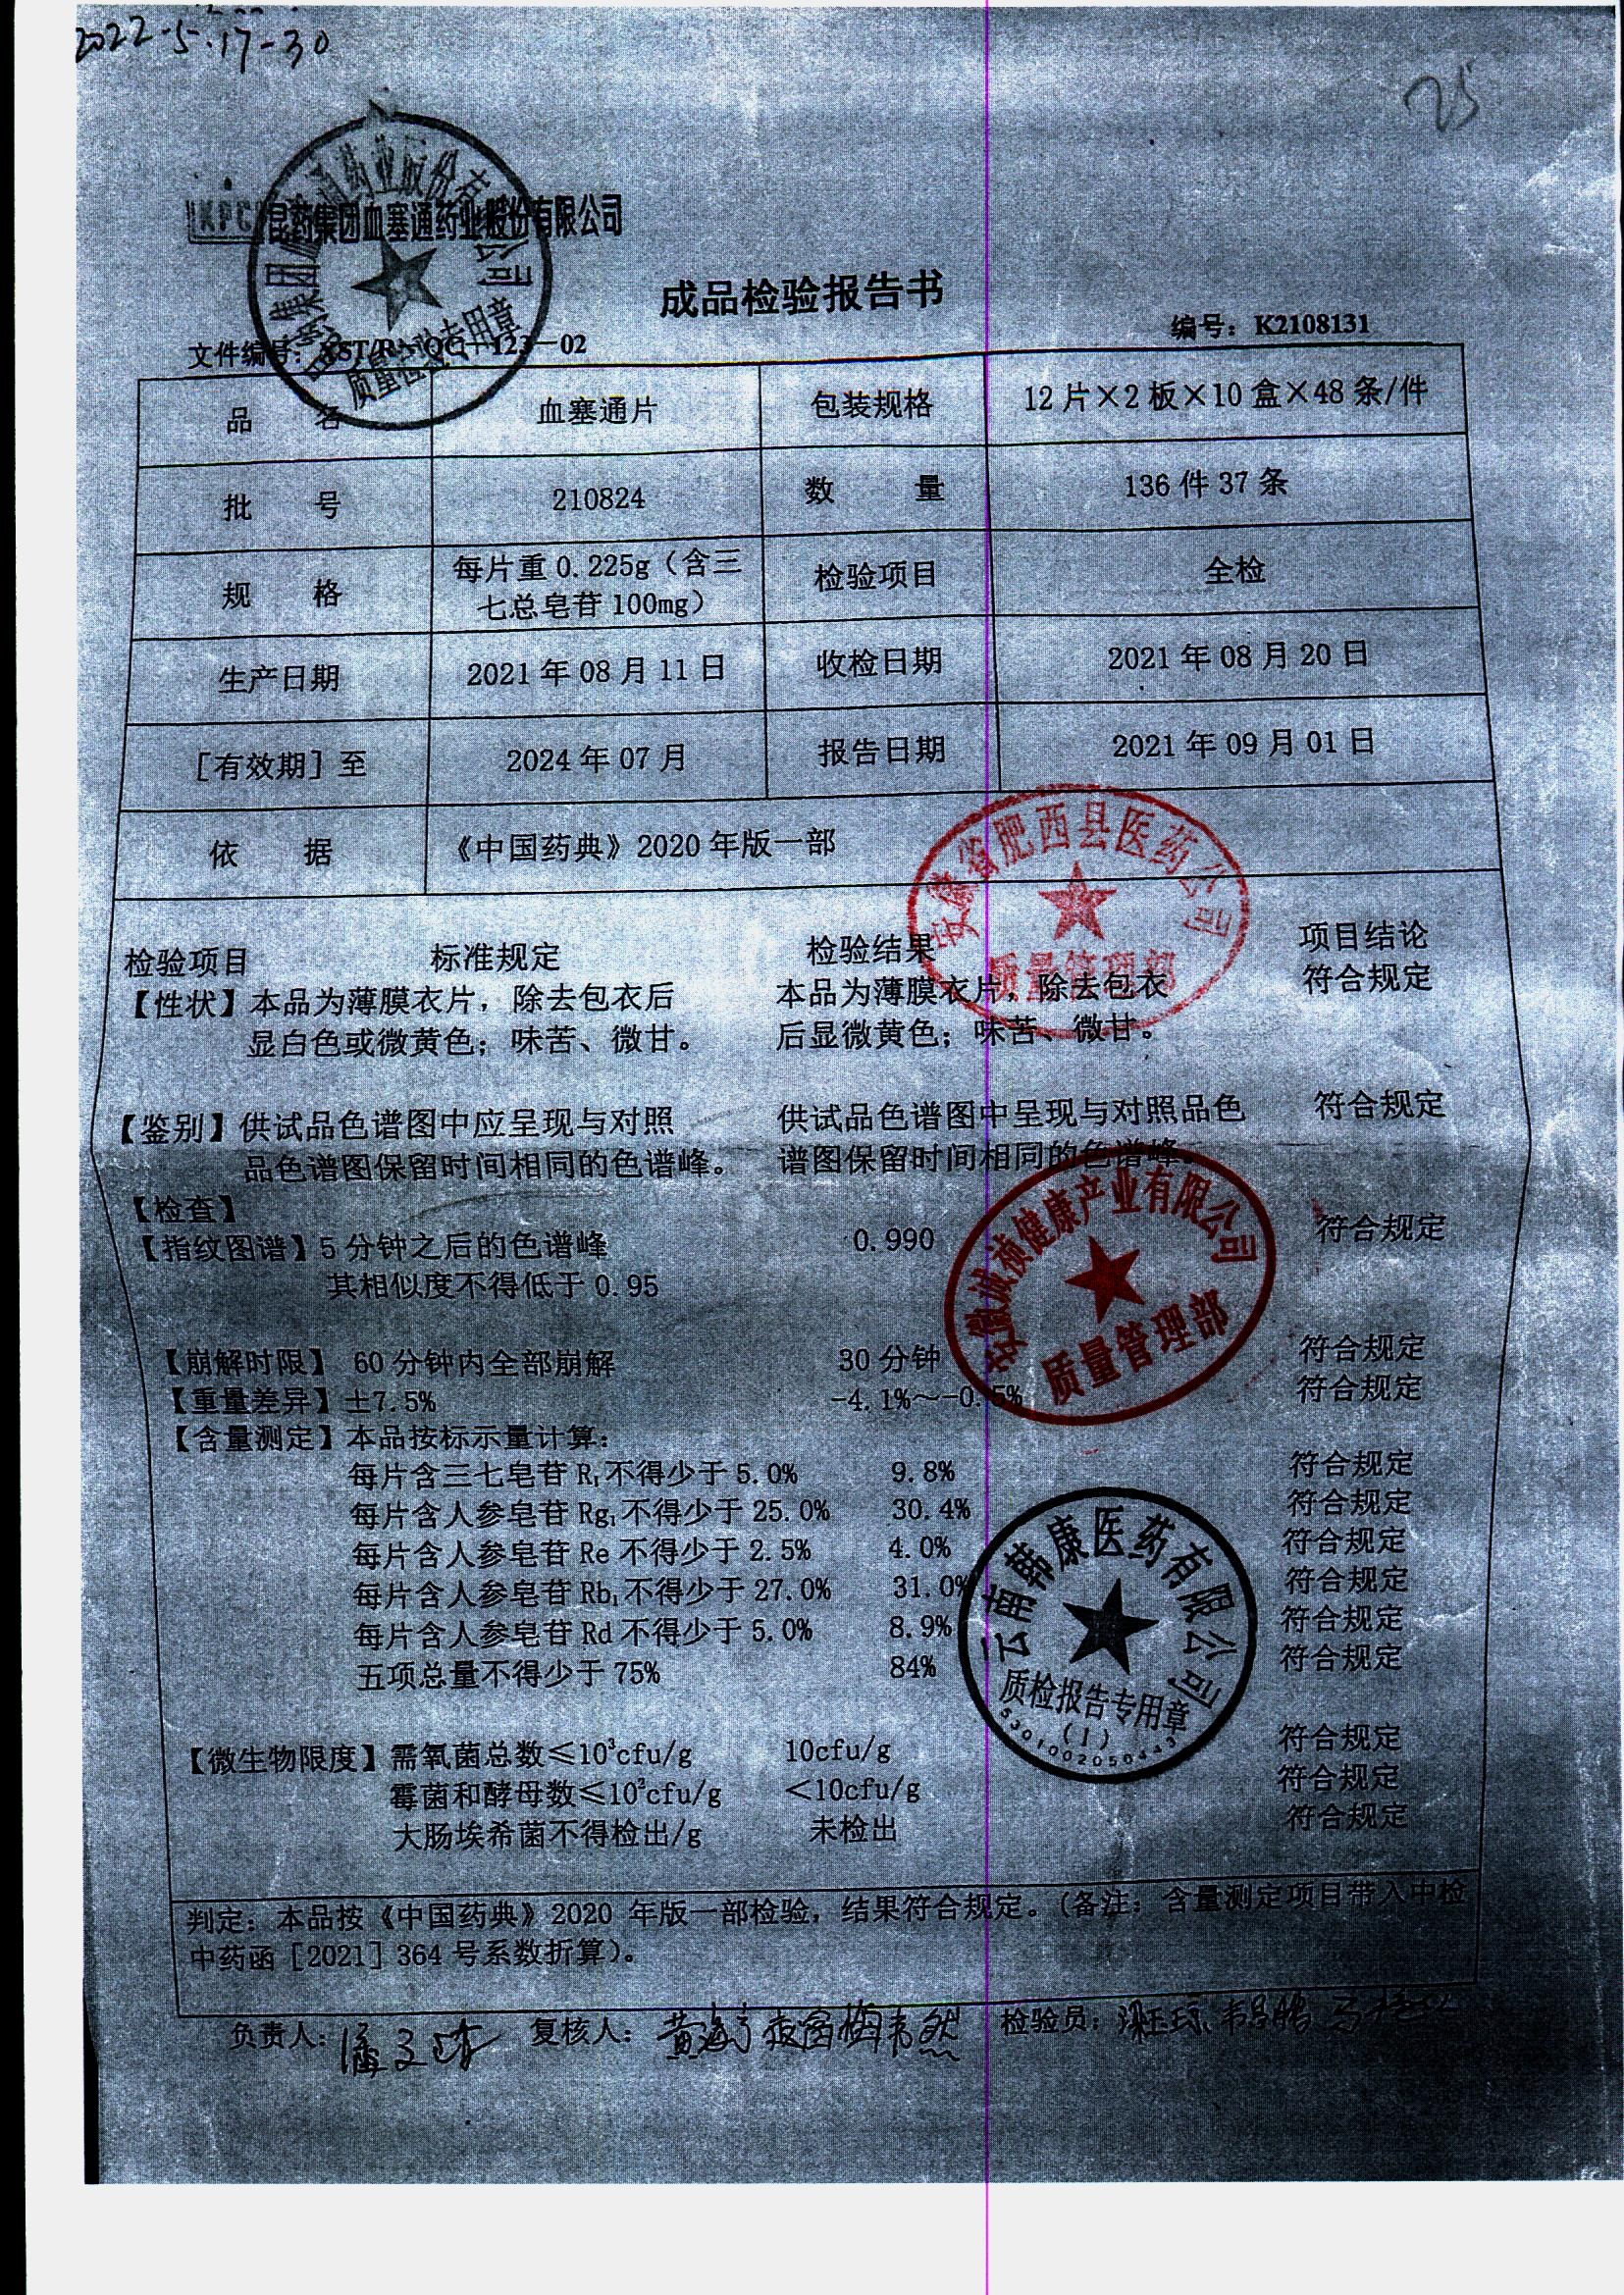 2022-5.17-30
25
KPC 昆药集团血塞通药业股份有限公司
成品检验报告书
文件编号： 123-02
编号：K2108131
品 名 血塞通片 包装规格 12片×2板×10盒×48条/件
批 号 210824 数 量 136件37条
规 格 每片重0.225g（含三七总皂苷100mg） 检验项目 全检
生产日期 2021年08月11日 收检日期 2021年08月20日
[有效期]至 2024年07月 报告日期 2021年09月01日
依 据 《中国药典》2020年版一部
安徽省肥西县医药公司
质量管理部
检验项目 标准规定 检验结果 项目结论
【性状】本品为薄膜衣片，除去包衣后 本品为薄膜衣片，除去包衣 符合规定
显白色或微黄色；味苦、微甘。 后显微黄色；味苦、微甘。
【鉴别】供试品色谱图中应呈现与对照 供试品色谱图中呈现与对照品色 符合规定
品色谱图保留时间相同的色谱峰。 谱图保留时间相同的色谱峰。
【检查】
【指纹图谱】5分钟之后的色谱峰 0.990 符合规定
其相似度不得低于0.95
安徽诚祯健康产业有限公司
质量管理部
【崩解时限】 60分钟内全部崩解 30分钟 符合规定
【重量差异】±7.5% -4.1%～-0.5% 符合规定
【含量测定】本品按标示量计算：
每片含三七皂苷R₁不得少于5.0% 9.8% 符合规定
每片含人参皂苷Rg₁不得少于25.0% 30.4% 符合规定
每片含人参皂苷Re不得少于2.5% 4.0% 符合规定
每片含人参皂苷Rb₁不得少于27.0% 31.0% 符合规定
每片含人参皂苷Rd不得少于5.0% 8.9% 符合规定
五项总量不得少于75% 84% 符合规定
云南韩康医药有限公司
质检报告专用章
(1)
【微生物限度】需氧菌总数≤10³cfu/g 10cfu/g 符合规定
霉菌和酵母数≤10²cfu/g <10cfu/g 符合规定
大肠埃希菌不得检出/g 未检出 符合规定
判定：本品按《中国药典》2020 年版一部检验，结果符合规定。（备注：含量测定项目带入中检
中药函［2021］364号系数折算）。
负责人： 复核人： 检验员：